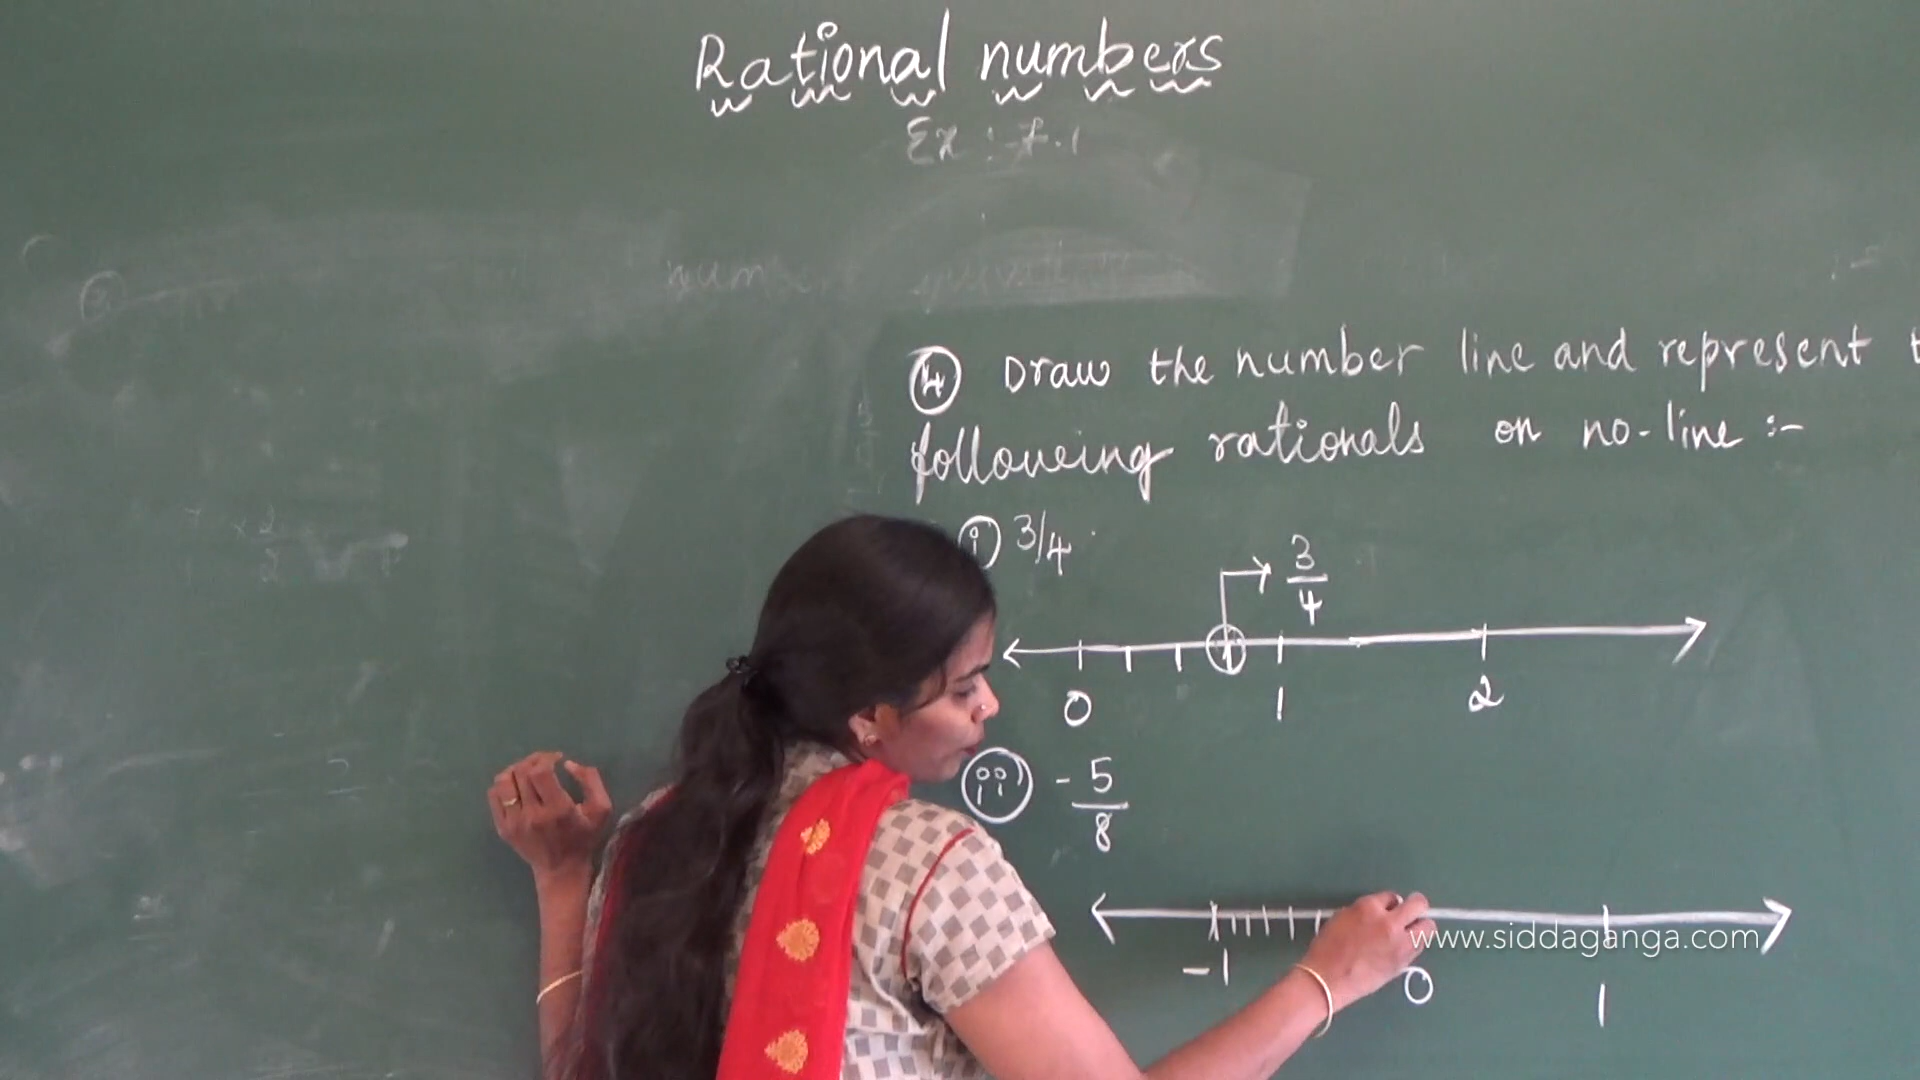 Rational numbers
Ex : 7.1
④ Draw the number line and represent t
following rationals on no-line :-
i 3/4
3/4
0 1 2
ii -5/8
www.siddaganga.com
-1 0 1